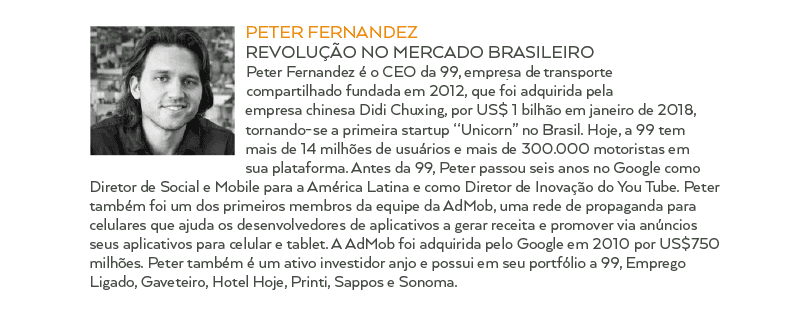 PETER FERNANDEZ
REVOLUÇÃO NO MERCADO BRASILEIRO
Peter Fernandez é o CEO da 99, empresa de transporte
compartilhado fundada em 2012, que foi adquirida pela
empresa chinesa Didi Chuxing, por US$ 1 bilhão em janeiro de 2018,
tornando-se a primeira startup “Unicorn” no Brasil. Hoje, a 99 tem
mais de 14 milhões de usuários e mais de 300.000 motoristas em
sua plataforma. Antes da 99, Peter passou seis anos no Google como
Diretor de Social e Mobile para a América Latina e como Diretor de Inovação do You Tube. Peter
também foi um dos primeiros membros da equipe da AdMob, uma rede de propaganda para
celulares que ajuda os desenvolvedores de aplicativos a gerar receita e promover via anúncios
seus aplicativos para celular e tablet. A AdMob foi adquirida pelo Google em 2010 por US$750
milhões. Peter também é um ativo investidor anjo e possui em seu portfólio a 99, Emprego
Ligado, Gaveteiro, Hotel Hoje, Printi, Sappos e Sonoma.